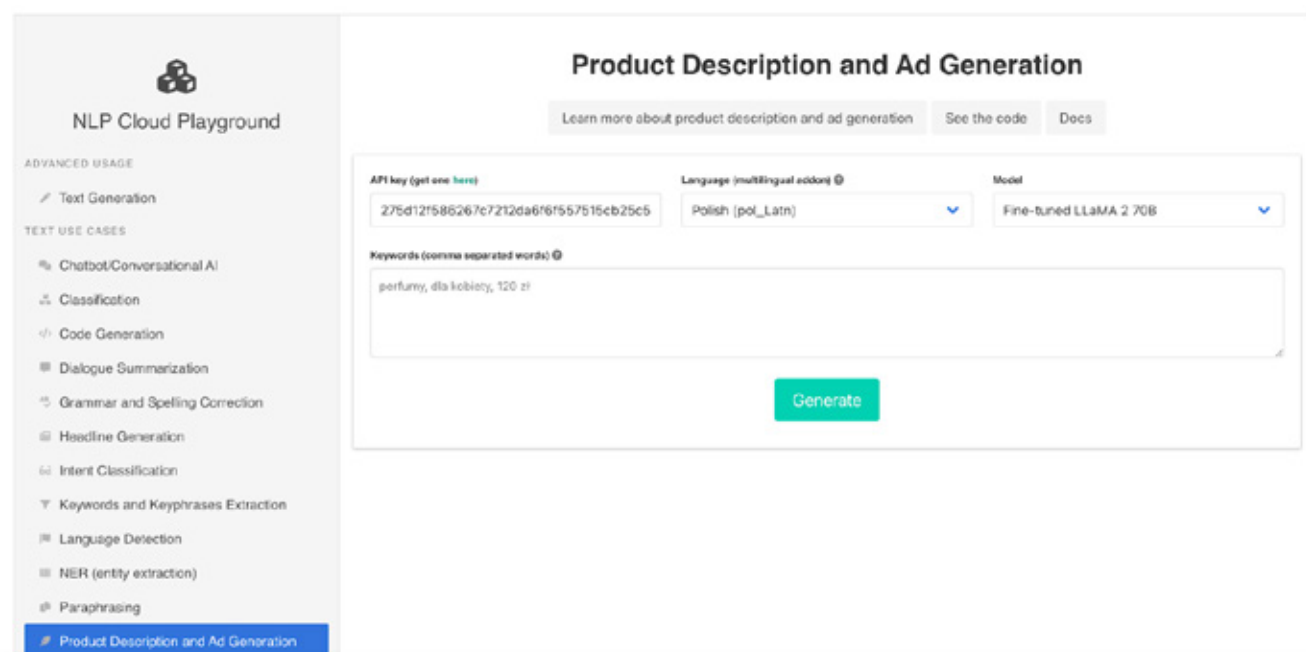 NLP Cloud Playground
ADVANCED USAGE
Text Generation
TEXT USE CASES
Chatbot/Conversational AI
Classification
Code Generation
Dialogue Summarization
Grammar and Spelling Correction
Headline Generation
Intent Classification
Keywords and Keyphrases Extraction
Language Detection
NER (entity extraction)
Paraphrasing
Product Description and Ad Generation
Product Description and Ad Generation
Learn more about product description and ad generation See the code Docs
API key (get one here) Language (multilingual addon) Model
275d12f586267c7212da6f6f557515cb25c5 Polish (pol_Latn) Fine-tuned LLaMA 2 70B
Keywords (comma separated words)
perfumy, dla kobiety, 120 zł
Generate